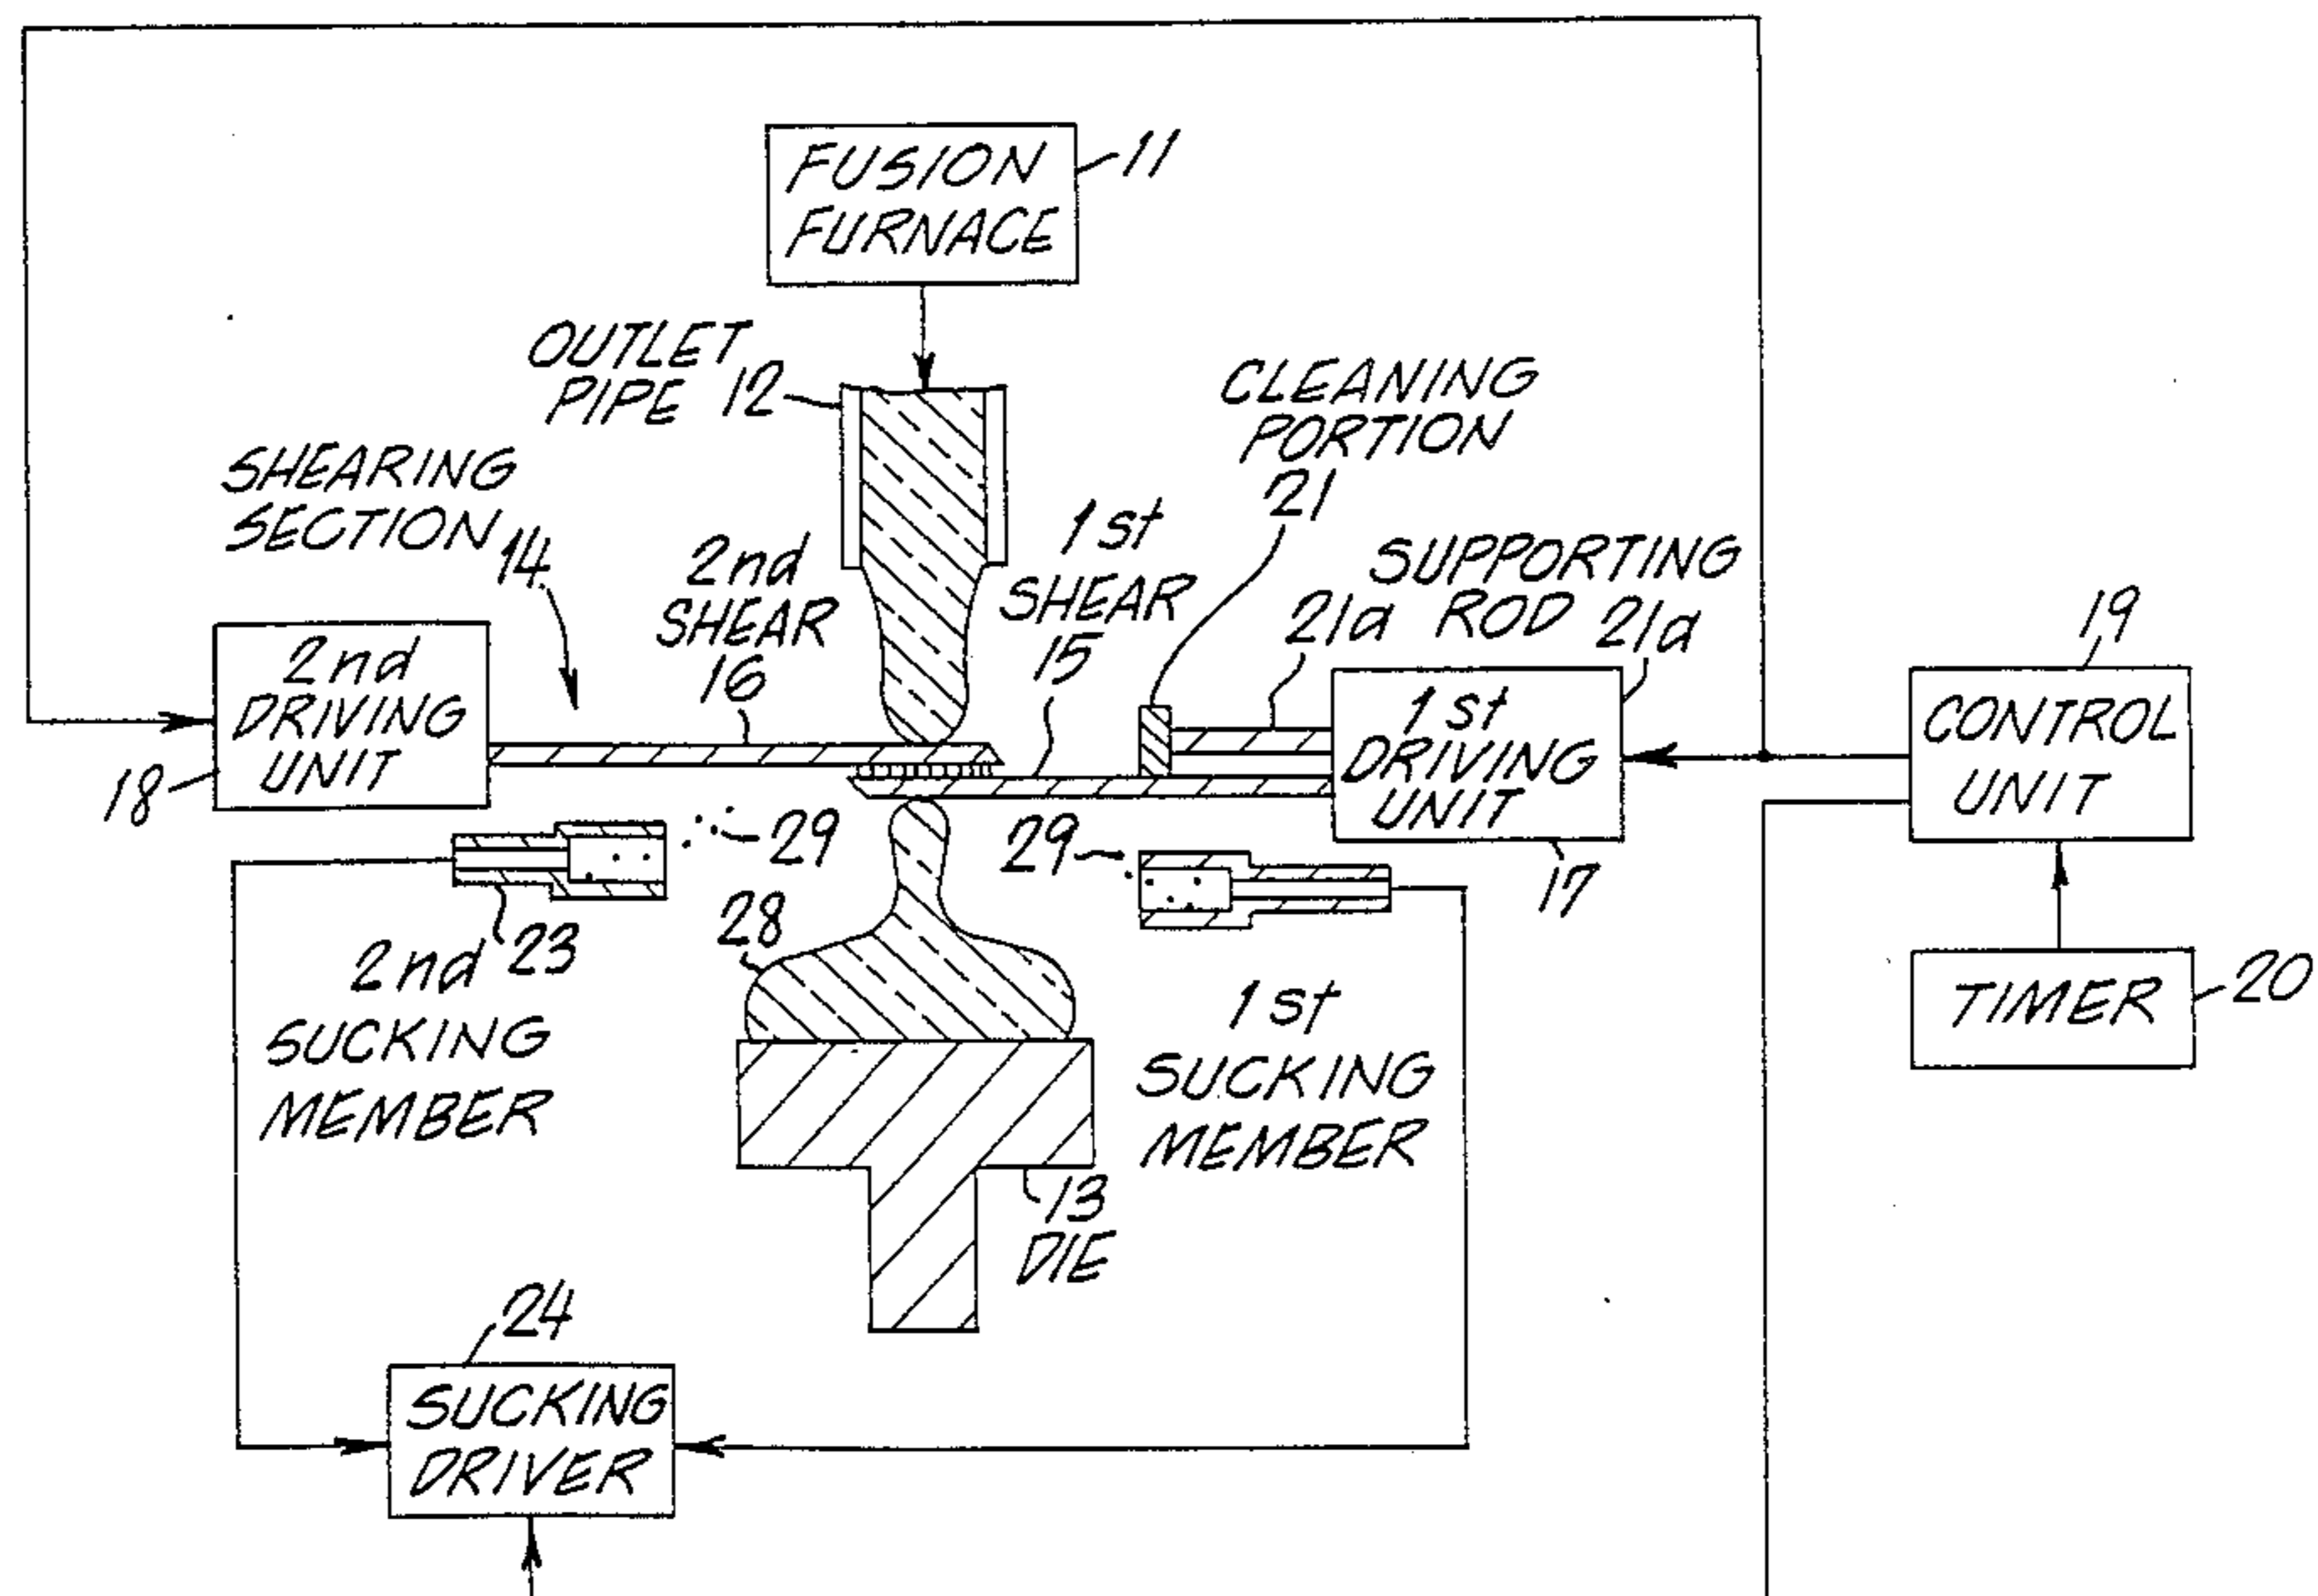 FUSION
FURNACE
11
OUTLET
PIPE 12
CLEANING
PORTION
21
SHEARING
SECTION
14
2nd
SHEAR
16
1st
SHEAR
15
SUPPORTING
21a ROD 21a
19
2nd
DRIVING
UNIT
18
1st
DRIVING
UNIT
17
CONTROL
UNIT
29
29
2nd 23
SUCKING
MEMBER
28
1st
SUCKING
MEMBER
TIMER
20
13
DIE
24
SUCKING
DRIVER